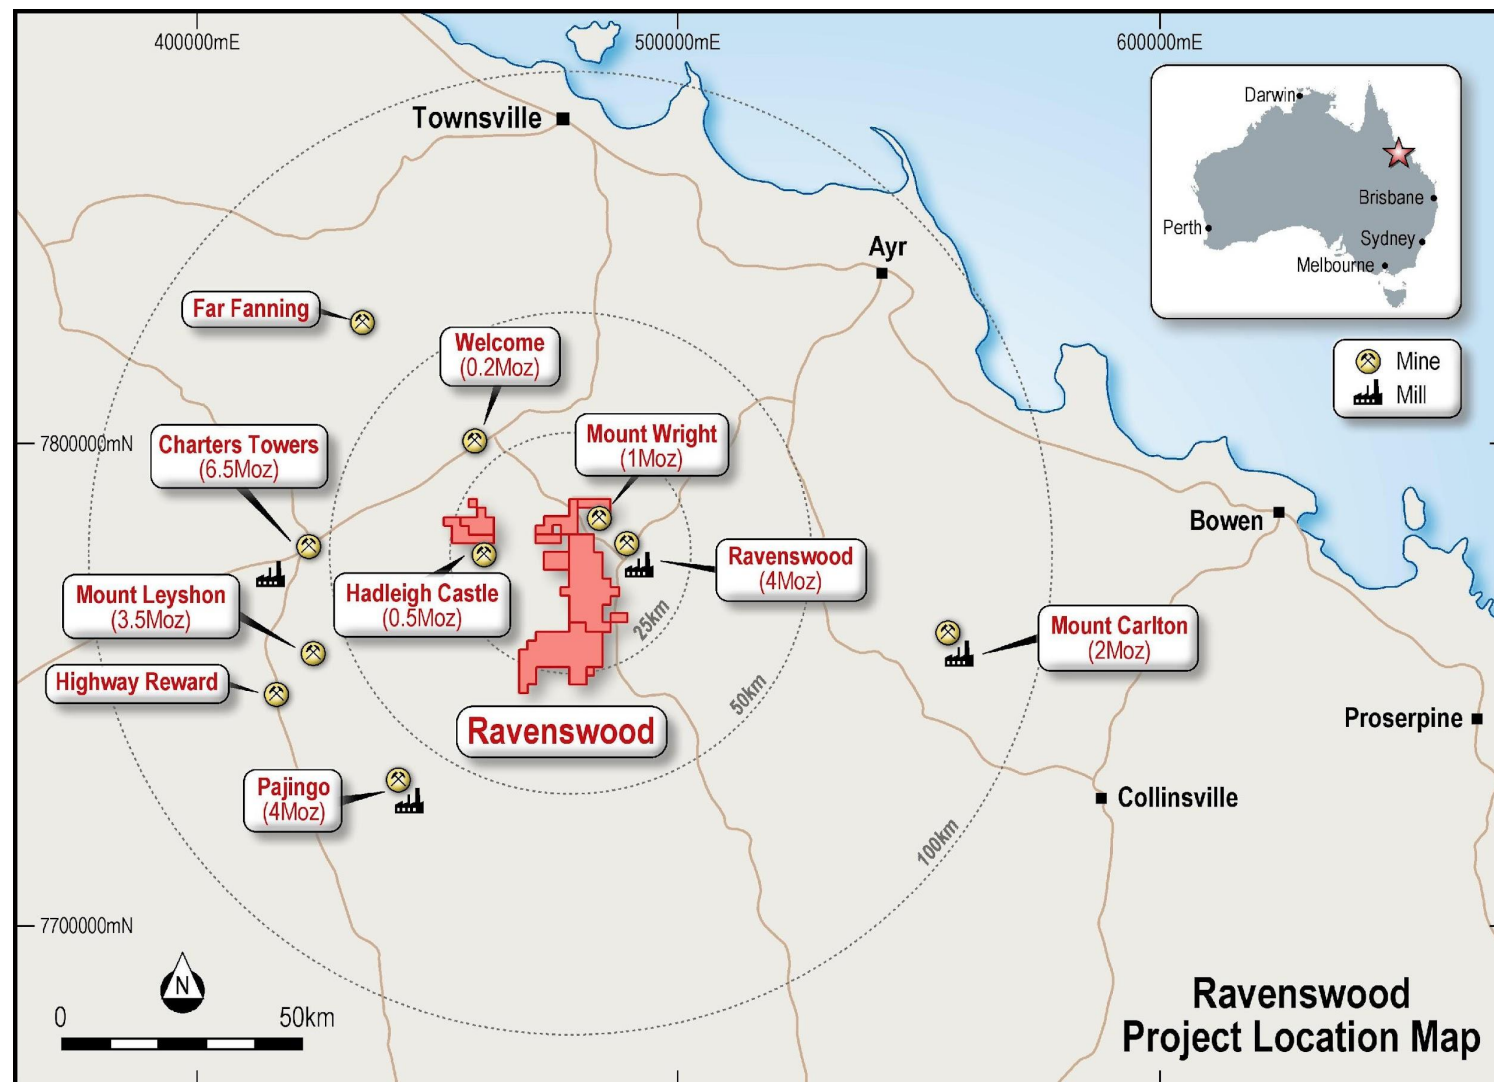 400000mE
500000mE
600000mE
Townsville
Darwin
Brisbane
Perth
Sydney
Melbourne
Ayr
Far Fanning
Welcome
(0.2Moz)
Mine
Mill
7800000mN
Charters Towers
(6.5Moz)
Mount Wright
(1Moz)
Bowen
Ravenswood
(4Moz)
Mount Leyshon
(3.5Moz)
Hadleigh Castle
(0.5Moz)
25km
Mount Carlton
(2Moz)
Highway Reward
50km
Ravenswood
Proserpine
Pajingo
(4Moz)
Collinsville
100km
7700000mN
N
0 50km
Ravenswood
Project Location Map